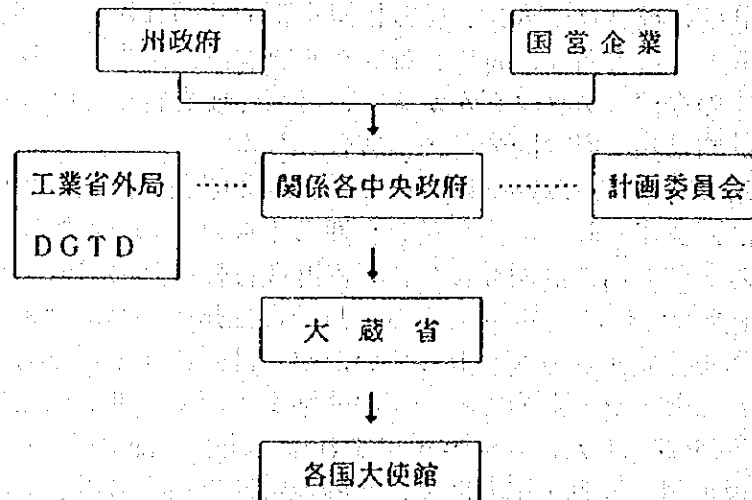 州政府
国営企業
工業省外局
DGTD
関係各中央政府
計画委員会
大蔵省
各国大使館